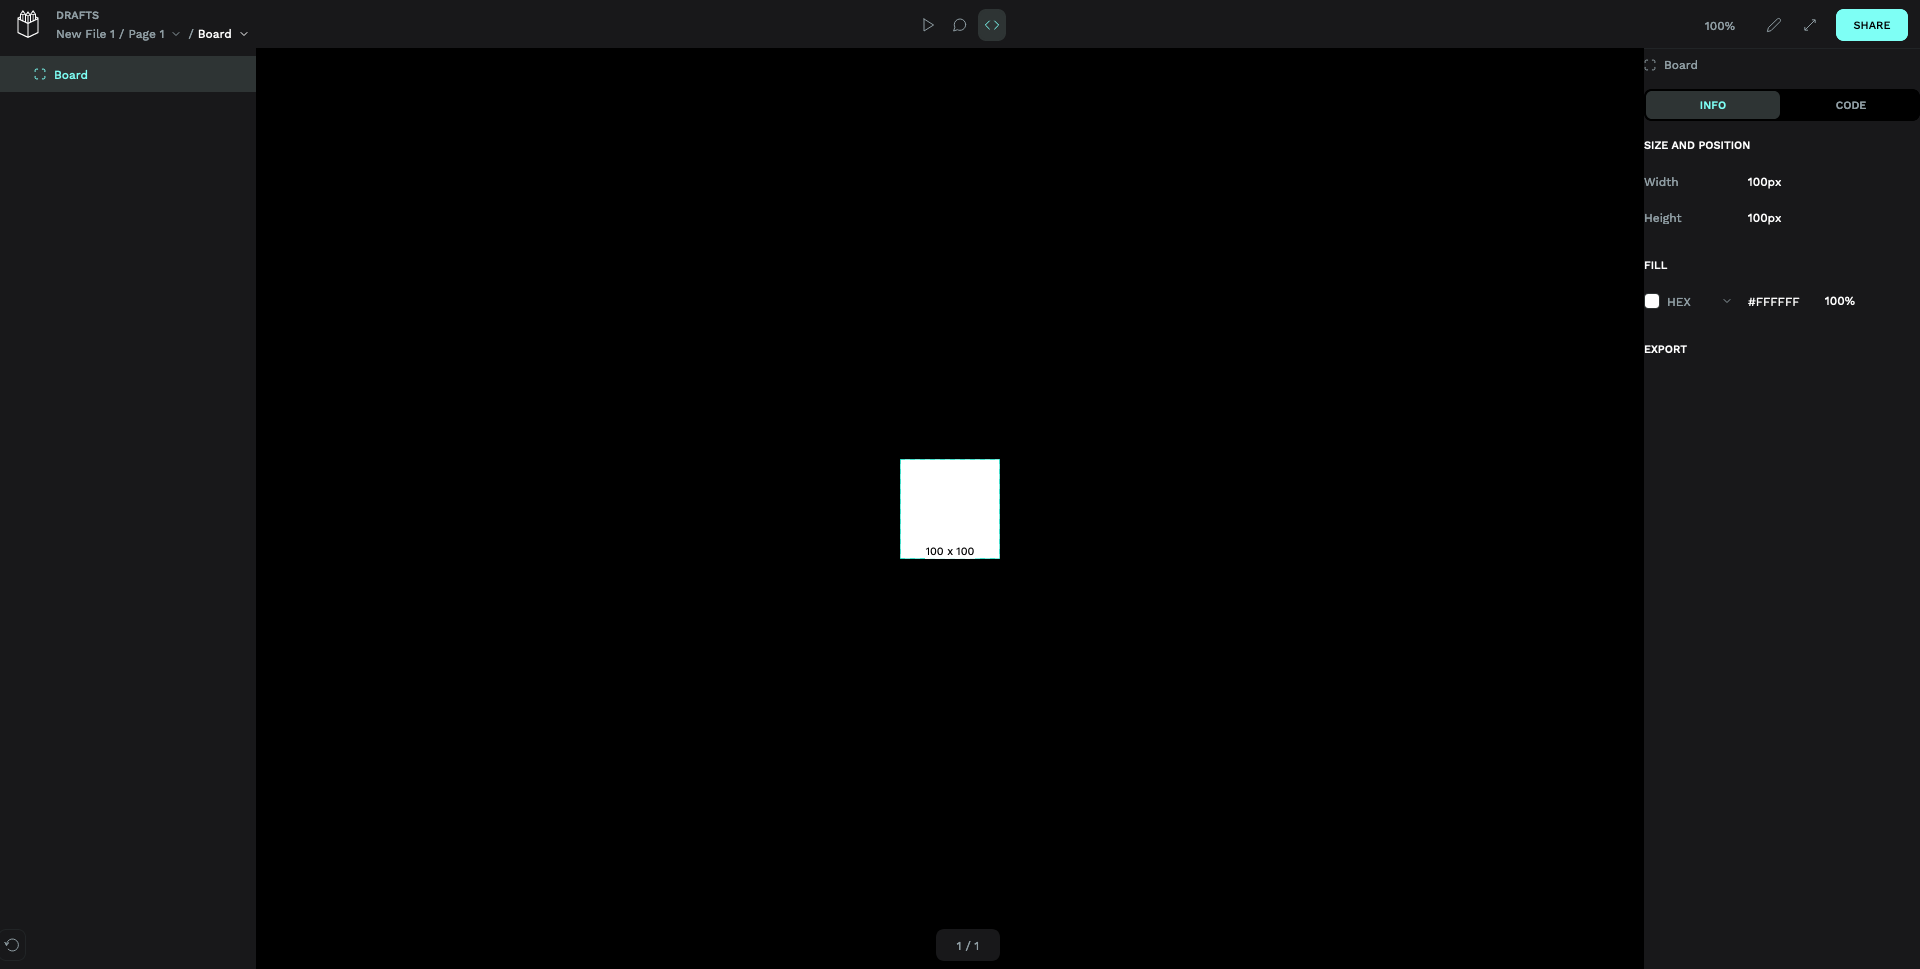 DRAFTS
New File 1 / Page 1 / Board
100%
SHARE
Board
Board
INFO
CODE
SIZE AND POSITION
Width 100px
Height 100px
FILL
HEX #FFFFFF 100%
EXPORT
100 x 100
1 / 1